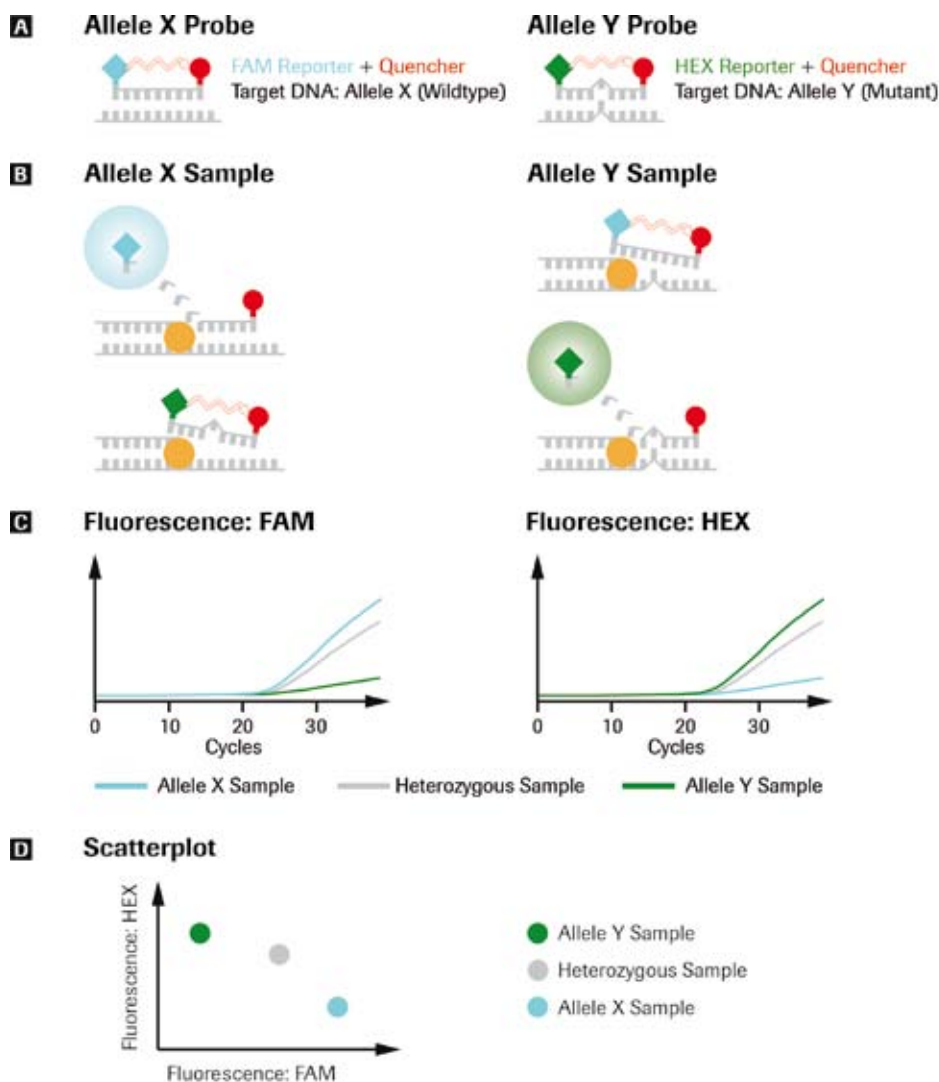 A
Allele X Probe
FAM Reporter + Quencher
Target DNA: Allele X (Wildtype)
Allele Y Probe
HEX Reporter + Quencher
Target DNA: Allele Y (Mutant)
B
Allele X Sample
Allele Y Sample
C
Fluorescence: FAM
0 10 20 30
Cycles
Fluorescence: HEX
0 10 20 30
Cycles
Allele X Sample
Heterozygous Sample
Allele Y Sample
D
Scatterplot
Fluorescence: HEX
Fluorescence: FAM
Allele Y Sample
Heterozygous Sample
Allele X Sample